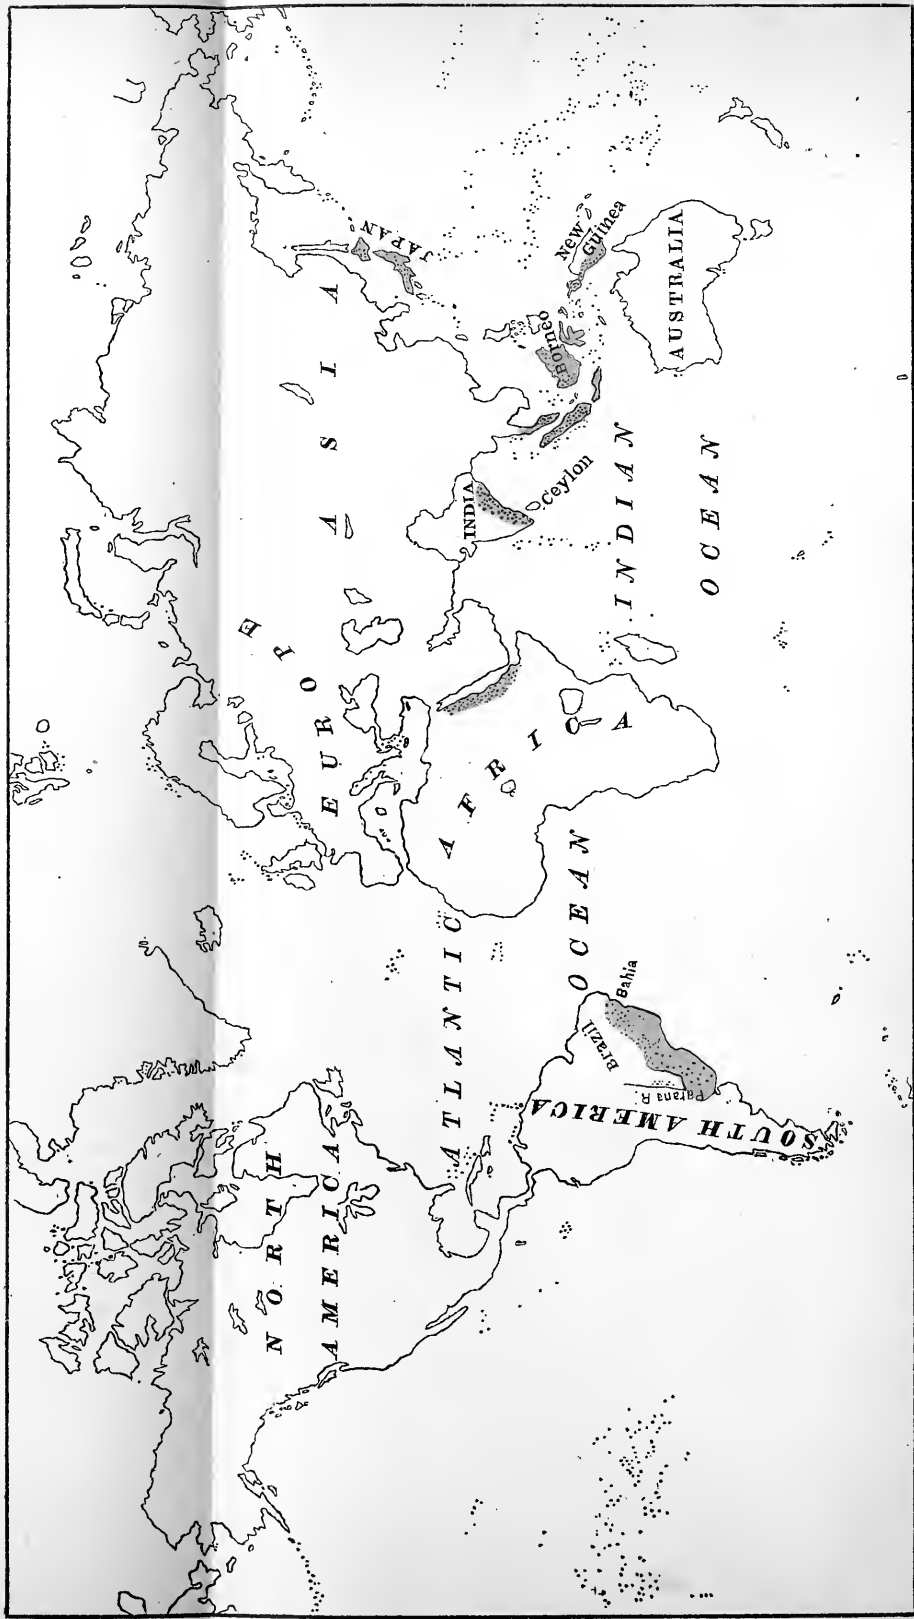 NORTH
AMERICA
ATLANTIC
OCEAN
SOUTH AMERICA
Brazil
Bahia
Parana R.
EUROPE
AFRICA
ASIA
INDIA
Ceylon
INDIAN
OCEAN
JAPAN
Borneo
New
Guinea
AUSTRALIA